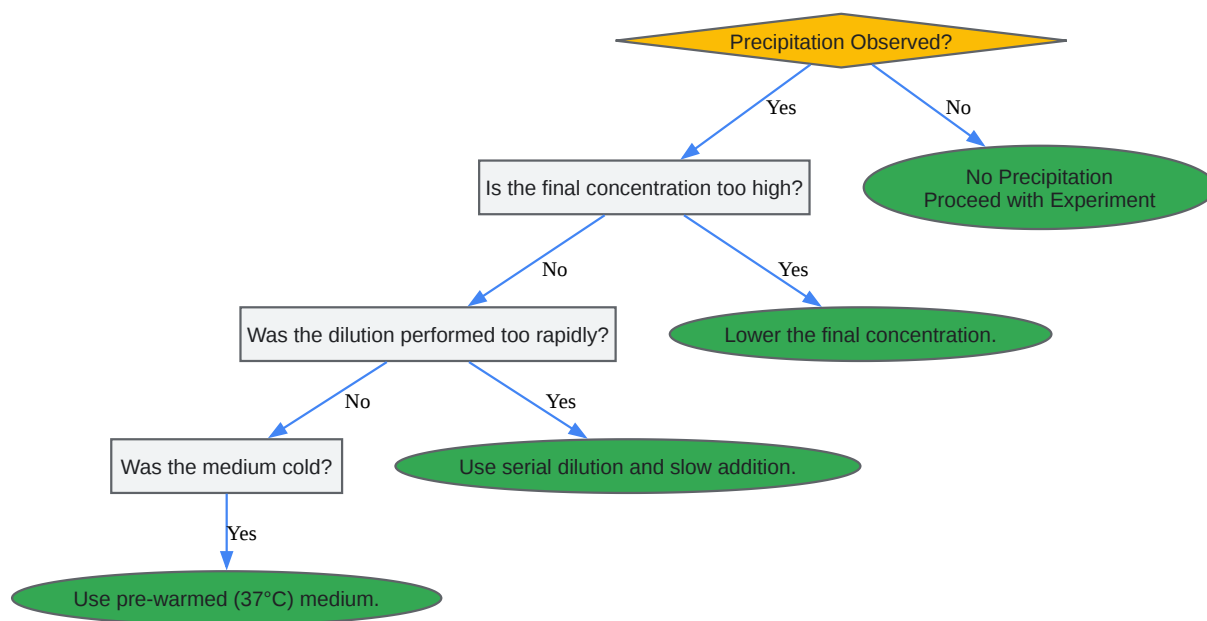 Precipitation Observed?
Yes
No
Is the final concentration too high?
No Precipitation
Proceed with Experiment
No
Yes
Was the dilution performed too rapidly?
Lower the final concentration.
No
Yes
Was the medium cold?
Use serial dilution and slow addition.
Yes
Use pre-warmed (37°C) medium.